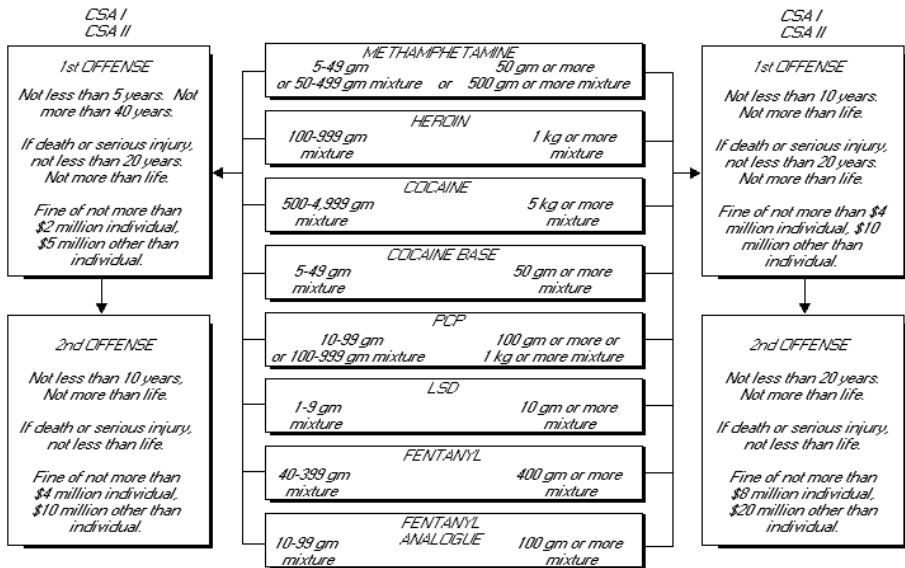 CSA I
CSA II
1st OFFENSE
Not less than 5 years. Not
more than 40 years.
If death or serious injury,
not less than 20 years.
Not more than life.
Fine of not more than
$2 million individual,
$5 million other than
individual.
2nd OFFENSE
Not less than 10 years,
Not more than life.
If death or serious injury,
not less than life.
Fine of not more than
$4 million individual,
$10 million other than
individual.
METHAMPHETAMINE
5-49 gm 50 gm or more
or 50-499 gm mixture or 500 gm or more mixture
HEROIN
100-999 gm 1 kg or more
mixture mixture
COCAINE
500-4,999 gm 5 kg or more
mixture mixture
COCAINE BASE
5-49 gm 50 gm or more
mixture mixture
PCP
10-99 gm 100 gm or more or
or 100-999 gm mixture 1 kg or more mixture
LSD
1-9 gm 10 gm or more
mixture mixture
FENTANYL
40-399 gm 400 gm or more
mixture mixture
FENTANYL
ANALOGUE
10-99 gm 100 gm or more
mixture mixture
CSA I
CSA II
1st OFFENSE
Not less than 10 years.
Not more than life.
If death or serious injury,
not less than 20 years.
Not more than life.
Fine of not more than $4
million individual, $10
million other than
individual.
2nd OFFENSE
Not less than 20 years.
Not more than life.
If death or serious injury,
not less than life.
Fine of not more than
$8 million individual,
$20 million other than
individual.